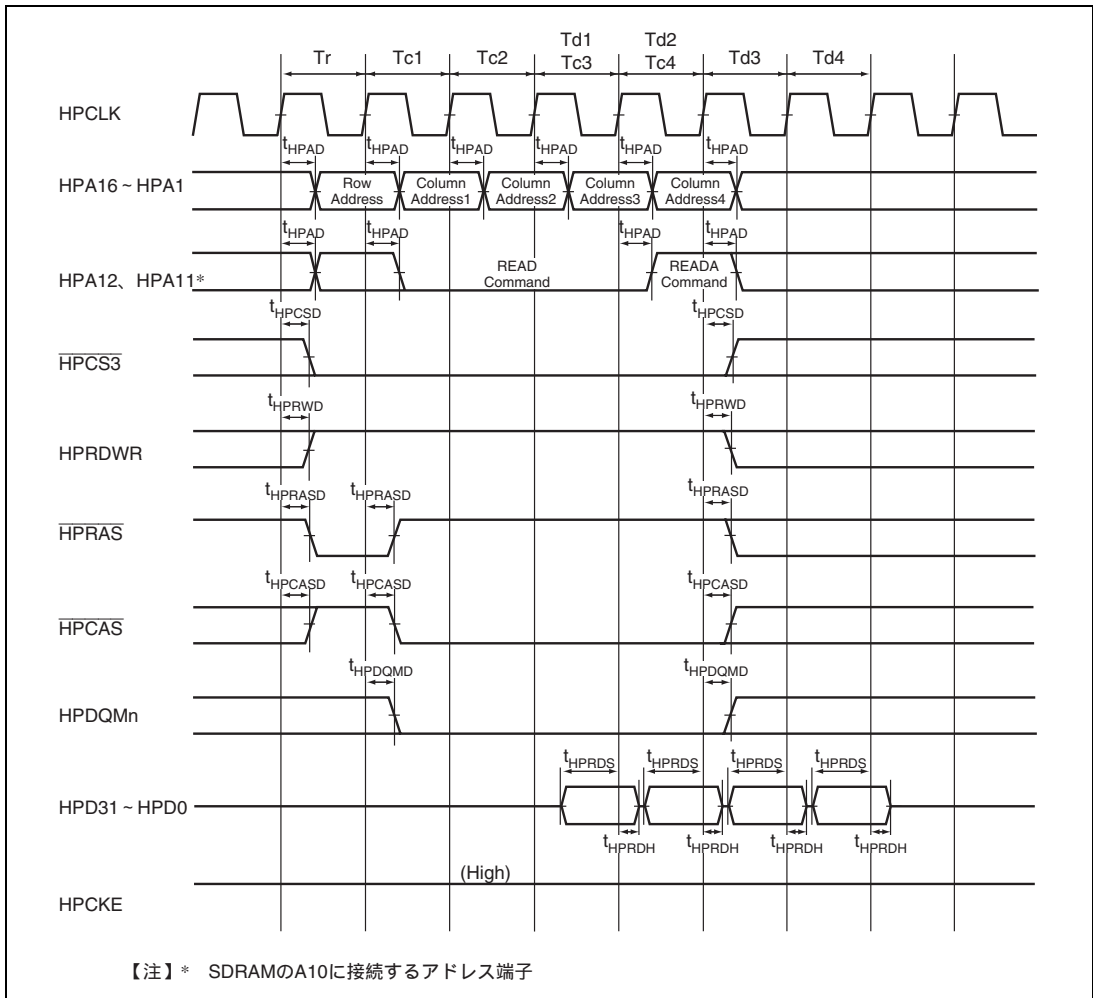 Td1 Td2
Tr Tc1 Tc2 Tc3 Tc4 Td3 Td4
HPCLK
tHPAD tHPAD tHPAD tHPAD tHPAD tHPAD
HPA16 ~ HPA1
Row Address
Column Address1
Column Address2
Column Address3
Column Address4
tHPAD tHPAD tHPAD tHPAD
HPA12、HPA11*
READ Command
READA Command
tHPCSD tHPCSD
HPCS3
tHPRWD tHPRWD
HPRDWR
tHPRASD tHPRASD tHPRASD
HPRAS
tHPCASD tHPCASD tHPCASD
HPCAS
tHPDQMD tHPDQMD
HPDQMn
tHPRDS tHPRDS tHPRDS tHPRDS
HPD31 ~ HPD0
tHPRDH tHPRDH tHPRDH tHPRDH
(High)
HPCKE
【注】* SDRAMのA10に接続するアドレス端子